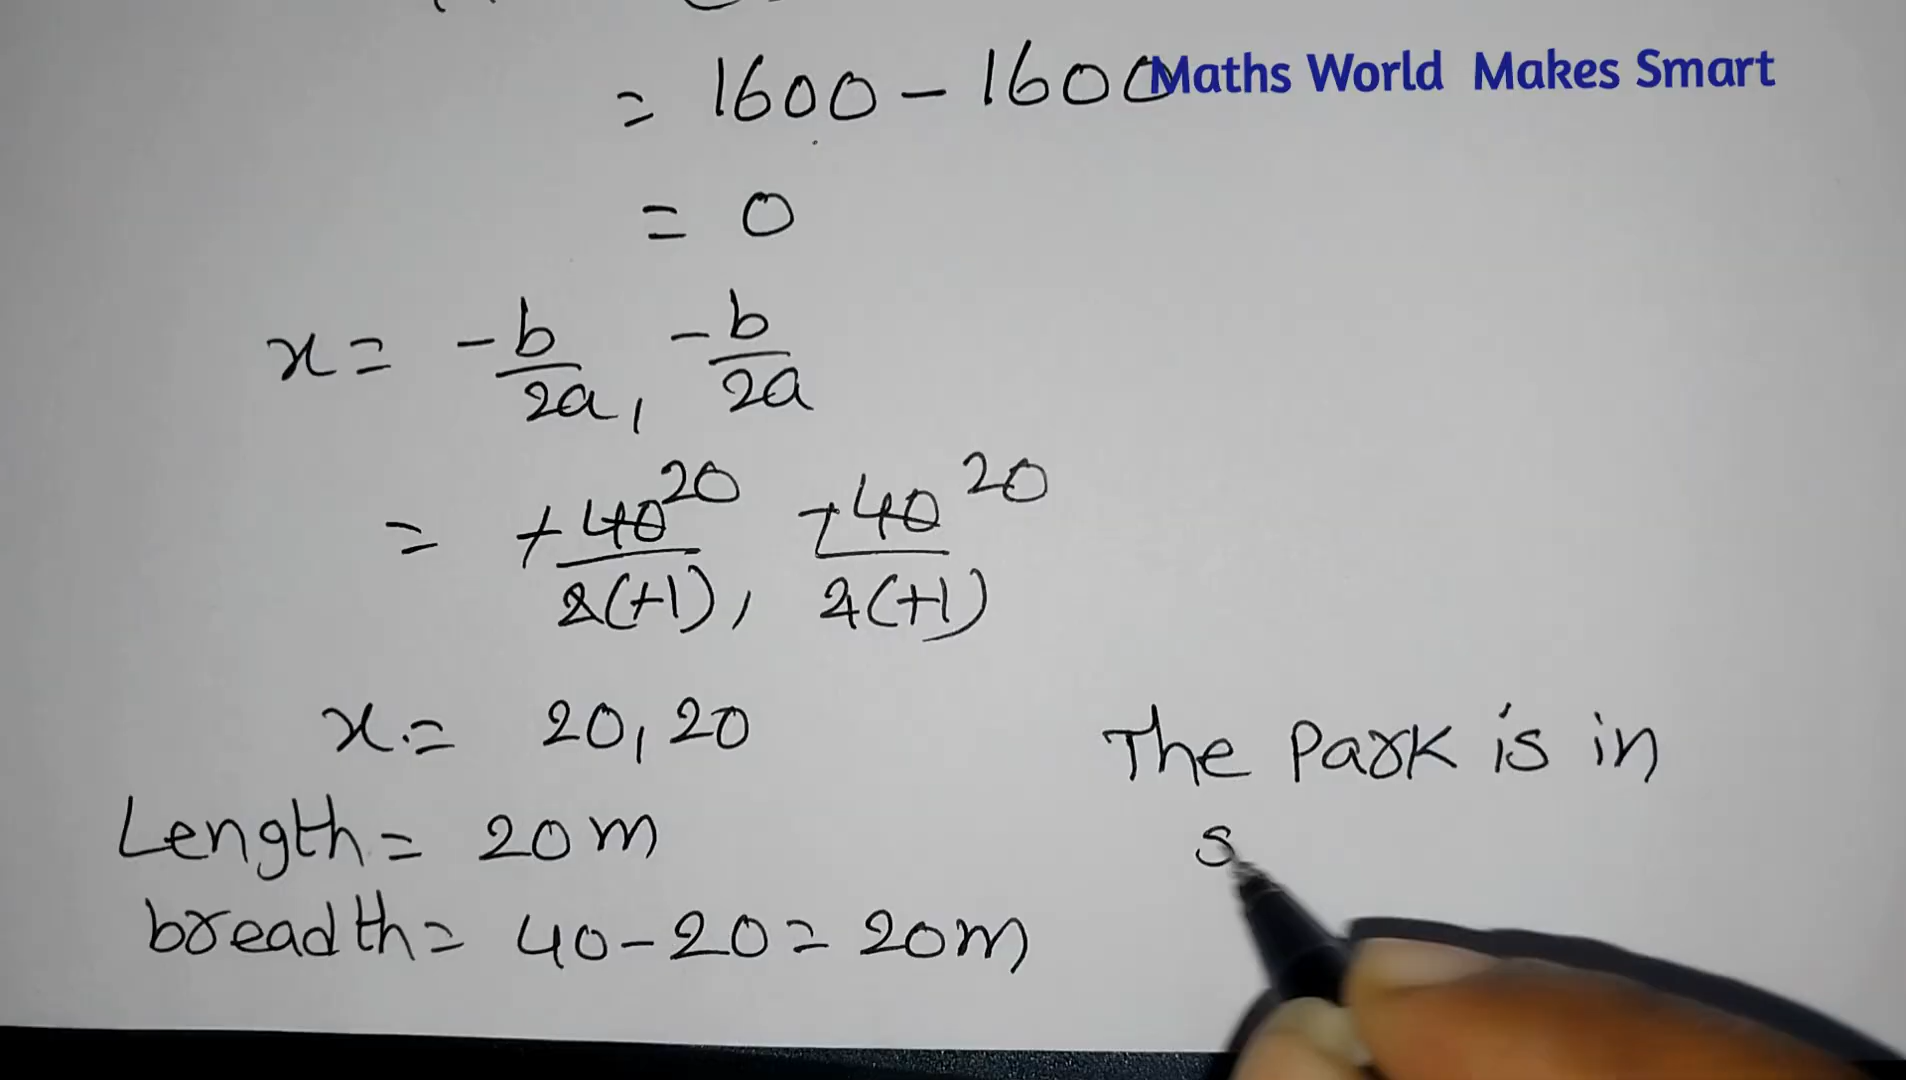 = 1600 - 1600
Maths World Makes Smart
= 0
x = -b/2a, -b/2a
= +40 20/2(+1), +40 20/2(+1)
x = 20, 20
Length = 20 m
breadth = 40 - 20 = 20m
The Park is in
s